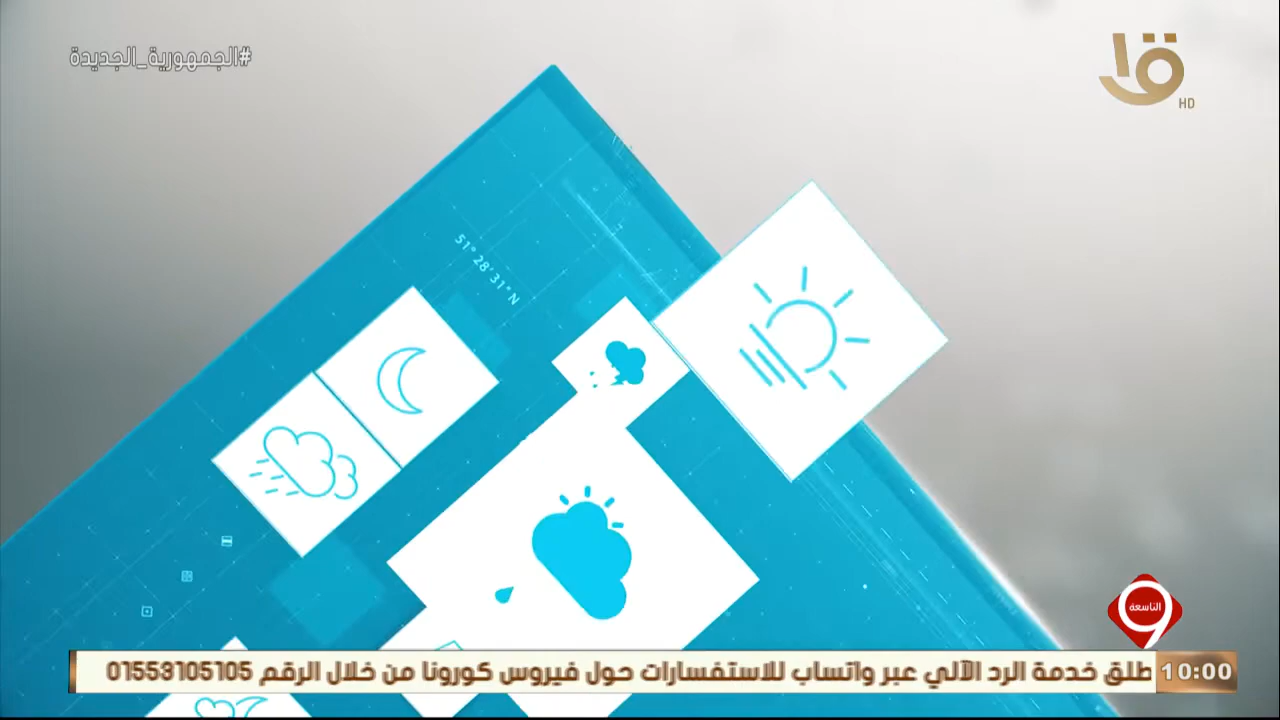 #الجمهورية_الجديدة
HD
51° 28'31"N
التاسعة
9
طلق خدمة الرد الآلي عبر واتساب للاستفسارات حول فيروس كورونا من خلال الرقم 01553105105
10:00